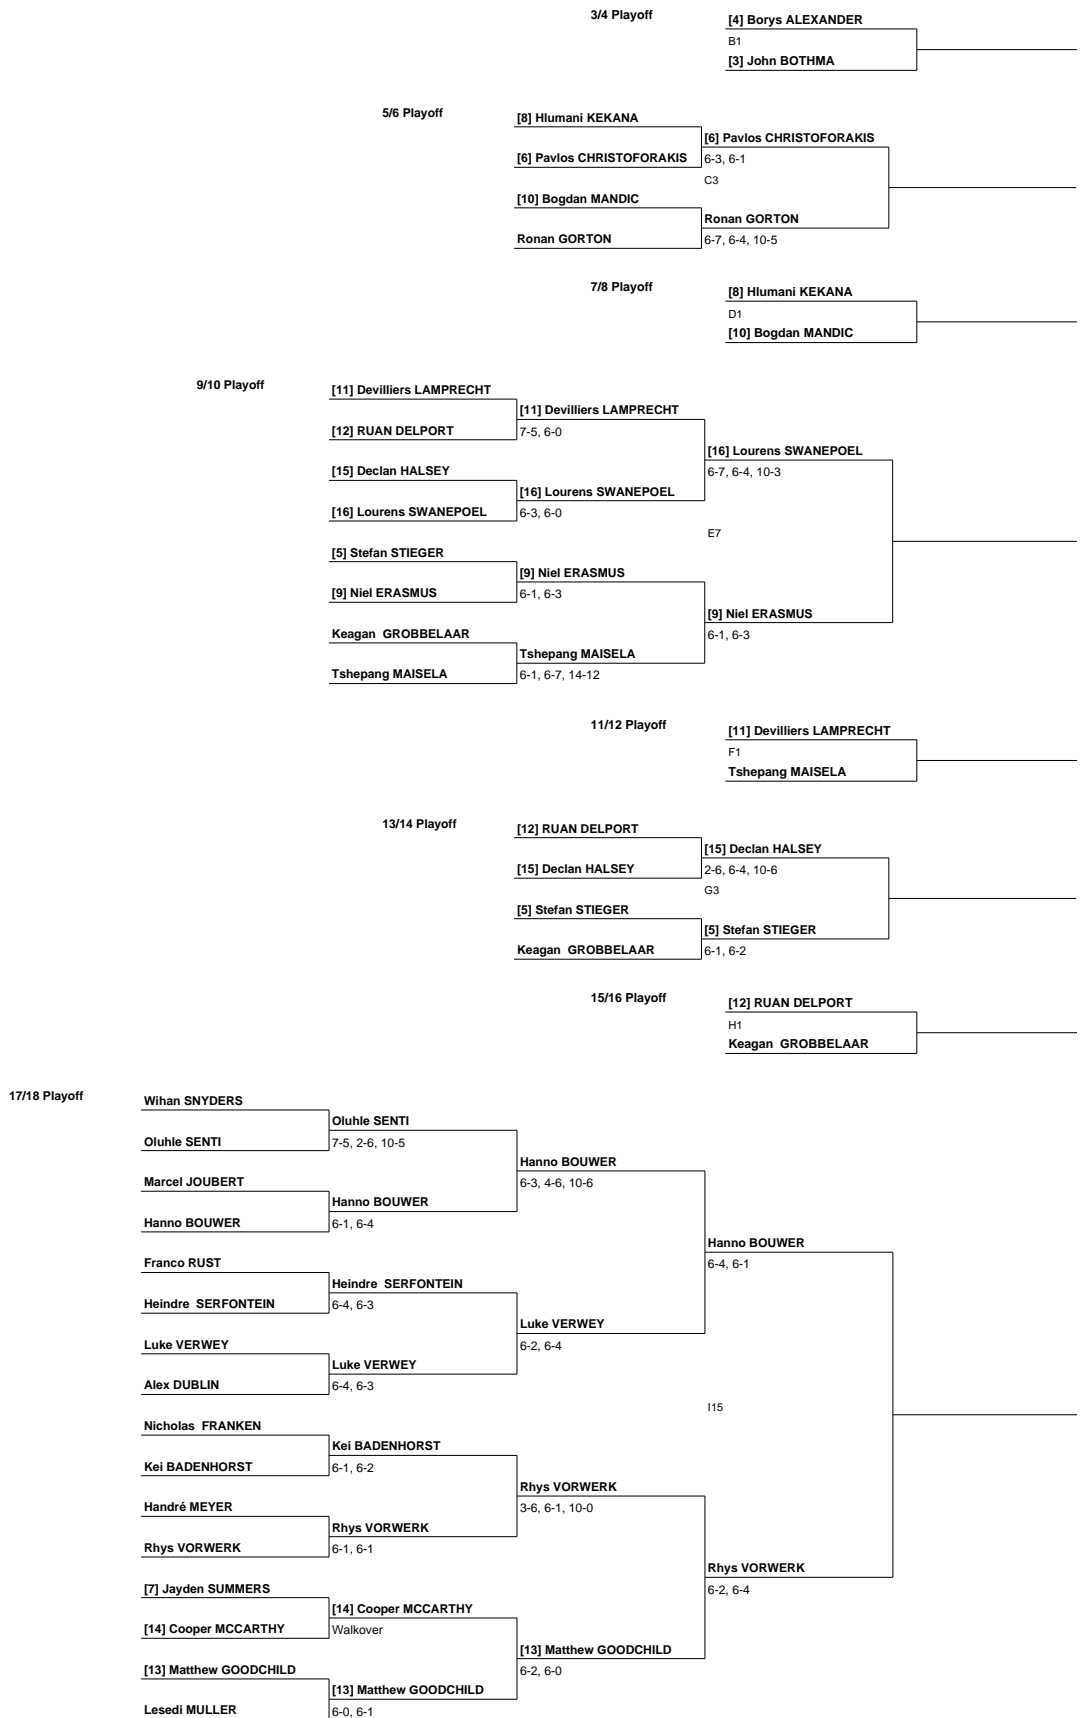 3/4 Playoff
[4] Borys ALEXANDER
B1
[3] John BOTHMA
5/6 Playoff
[8] Hlumani KEKANA
[6] Pavlos CHRISTOFORAKIS
[6] Pavlos CHRISTOFORAKIS
6-3, 6-1
C3
[10] Bogdan MANDIC
Ronan GORTON
Ronan GORTON
6-7, 6-4, 10-5
7/8 Playoff
[8] Hlumani KEKANA
D1
[10] Bogdan MANDIC
9/10 Playoff
[11] Devilliers LAMPRECHT
[11] Devilliers LAMPRECHT
[12] RUAN DELPORT
7-5, 6-0
[16] Lourens SWANEPOEL
[15] Declan HALSEY
6-7, 6-4, 10-3
[16] Lourens SWANEPOEL
[16] Lourens SWANEPOEL
6-3, 6-0
E7
[5] Stefan STIEGER
[9] Niel ERASMUS
[9] Niel ERASMUS
6-1, 6-3
[9] Niel ERASMUS
Keagan  GROBBELAAR
6-1, 6-3
Tshepang MAISELA
Tshepang MAISELA
6-1, 6-7, 14-12
11/12 Playoff
[11] Devilliers LAMPRECHT
F1
Tshepang MAISELA
13/14 Playoff
[12] RUAN DELPORT
[15] Declan HALSEY
[15] Declan HALSEY
2-6, 6-4, 10-6
G3
[5] Stefan STIEGER
[5] Stefan STIEGER
Keagan  GROBBELAAR
6-1, 6-2
15/16 Playoff
[12] RUAN DELPORT
H1
Keagan  GROBBELAAR
17/18 Playoff
Wihan SNYDERS
Oluhle SENTI
Oluhle SENTI
7-5, 2-6, 10-5
Hanno BOUWER
Marcel JOUBERT
6-3, 4-6, 10-6
Hanno BOUWER
Hanno BOUWER
6-1, 6-4
Hanno BOUWER
Franco RUST
6-4, 6-1
Heindre  SERFONTEIN
Heindre  SERFONTEIN
6-4, 6-3
Luke VERWEY
Luke VERWEY
6-2, 6-4
Luke VERWEY
Alex DUBLIN
6-4, 6-3
I15
Nicholas  FRANKEN
Kei BADENHORST
Kei BADENHORST
6-1, 6-2
Rhys VORWERK
Handré MEYER
3-6, 6-1, 10-0
Rhys VORWERK
Rhys VORWERK
6-1, 6-1
Rhys VORWERK
[7] Jayden SUMMERS
6-2, 6-4
[14] Cooper MCCARTHY
[14] Cooper MCCARTHY
Walkover
[13] Matthew GOODCHILD
[13] Matthew GOODCHILD
6-2, 6-0
[13] Matthew GOODCHILD
Lesedi MULLER
6-0, 6-1